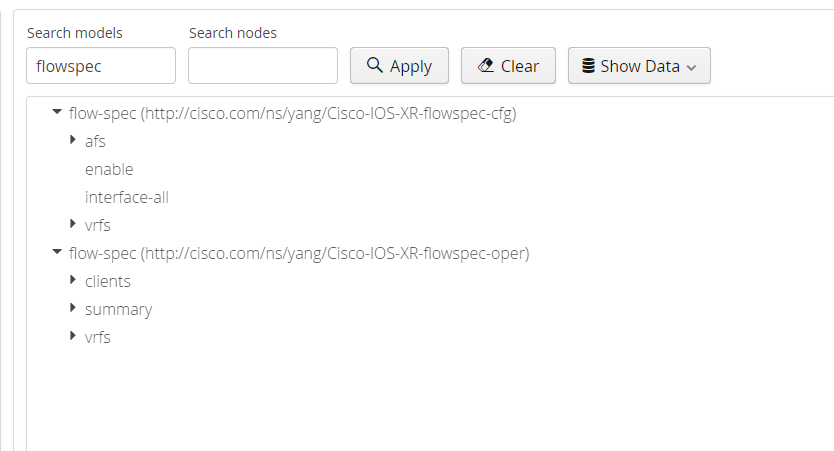 Search models Search nodes
flowspec Apply Clear Show Data
flow-spec (http://cisco.com/ns/yang/Cisco-IOS-XR-flowspec-cfg)
afs
enable
interface-all
vrfs
flow-spec (http://cisco.com/ns/yang/Cisco-IOS-XR-flowspec-oper)
clients
summary
vrfs